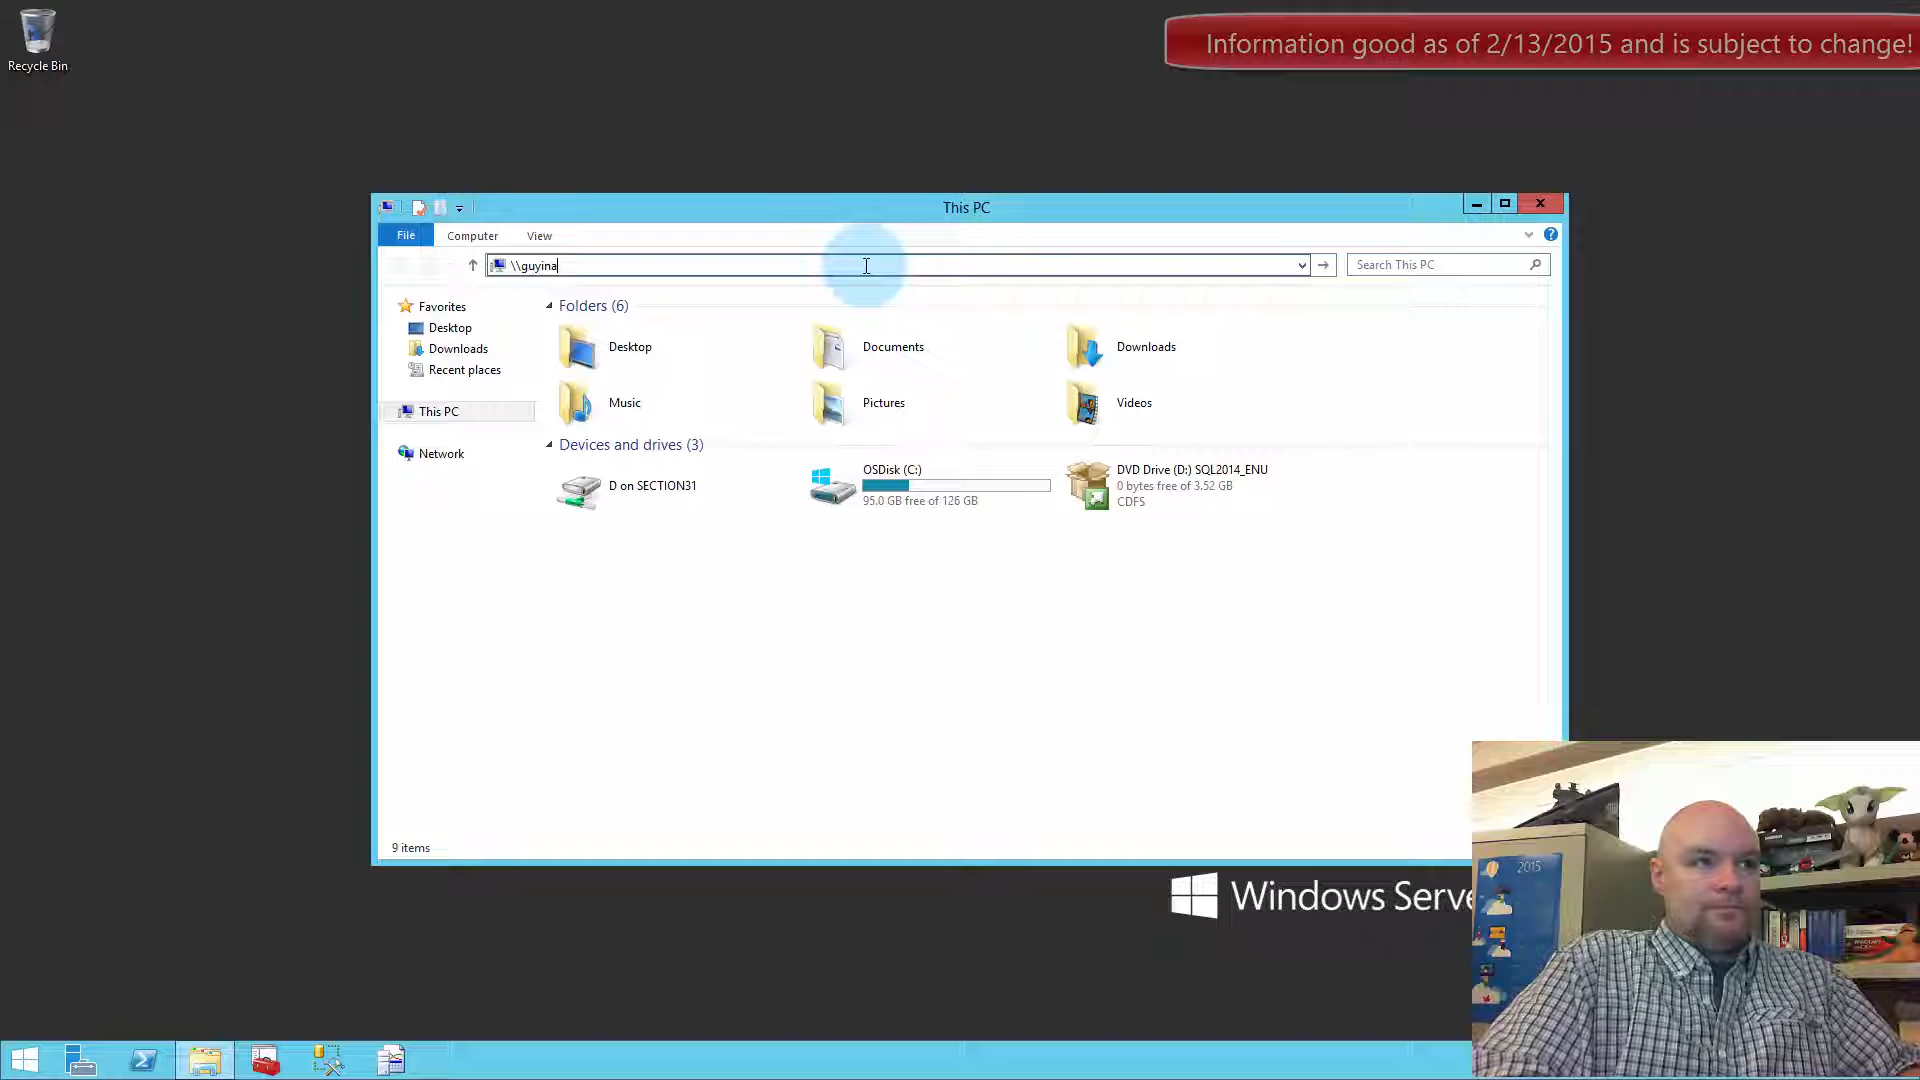 Recycle Bin
Information good as of 2/13/2015 and is subject to change!
This PC
File
Computer
View
\\guyina
Search This PC
Favorites
Desktop
Downloads
Recent places
This PC
Network
Folders (6)
Desktop
Documents
Downloads
Music
Pictures
Videos
Devices and drives (3)
D on SECTION31
OSDisk (C:)
95.0 GB free of 126 GB
DVD Drive (D:) SQL2014_ENU
0 bytes free of 3.52 GB
CDFS
9 items
Windows Serve
2015